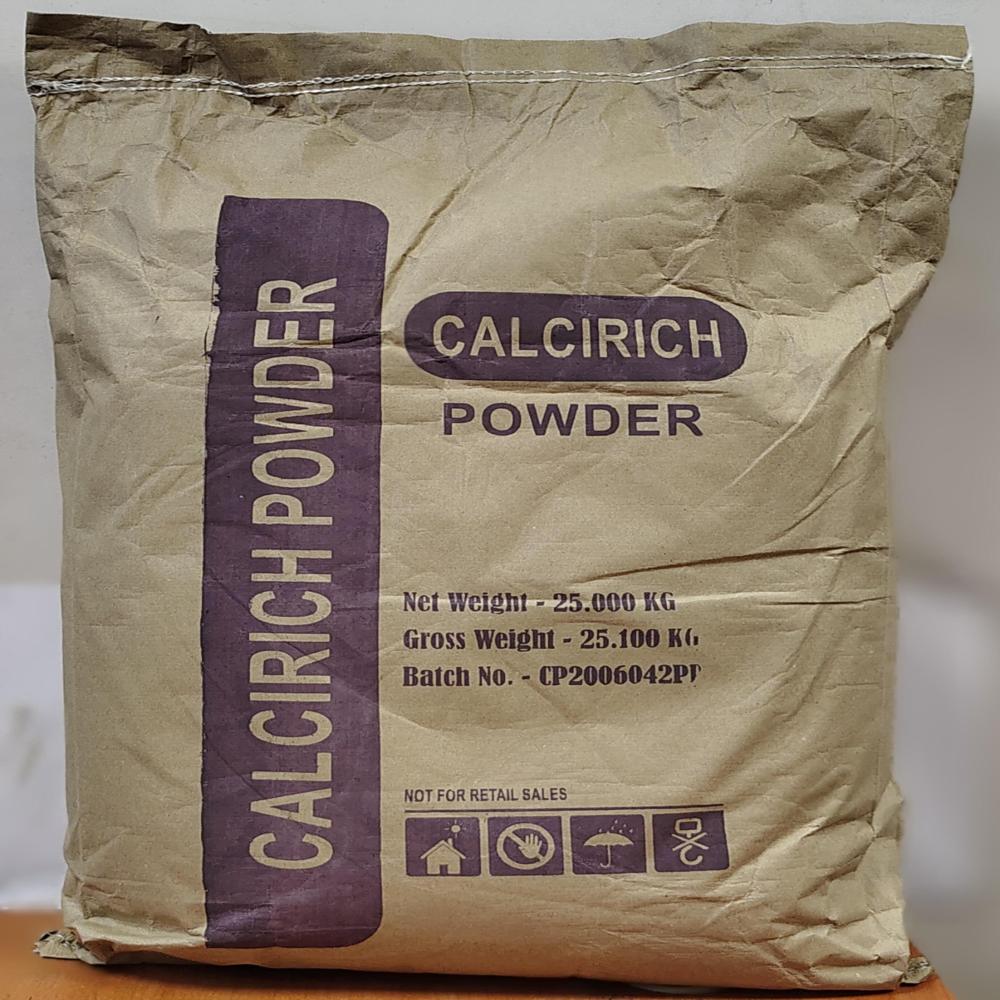 CALCIRICH POWDER
CALCIRICH
POWDER
Net Weight - 25.000 KG
Gross Weight - 25.100 KG
Batch No. -
NOT FOR RETAIL SALES